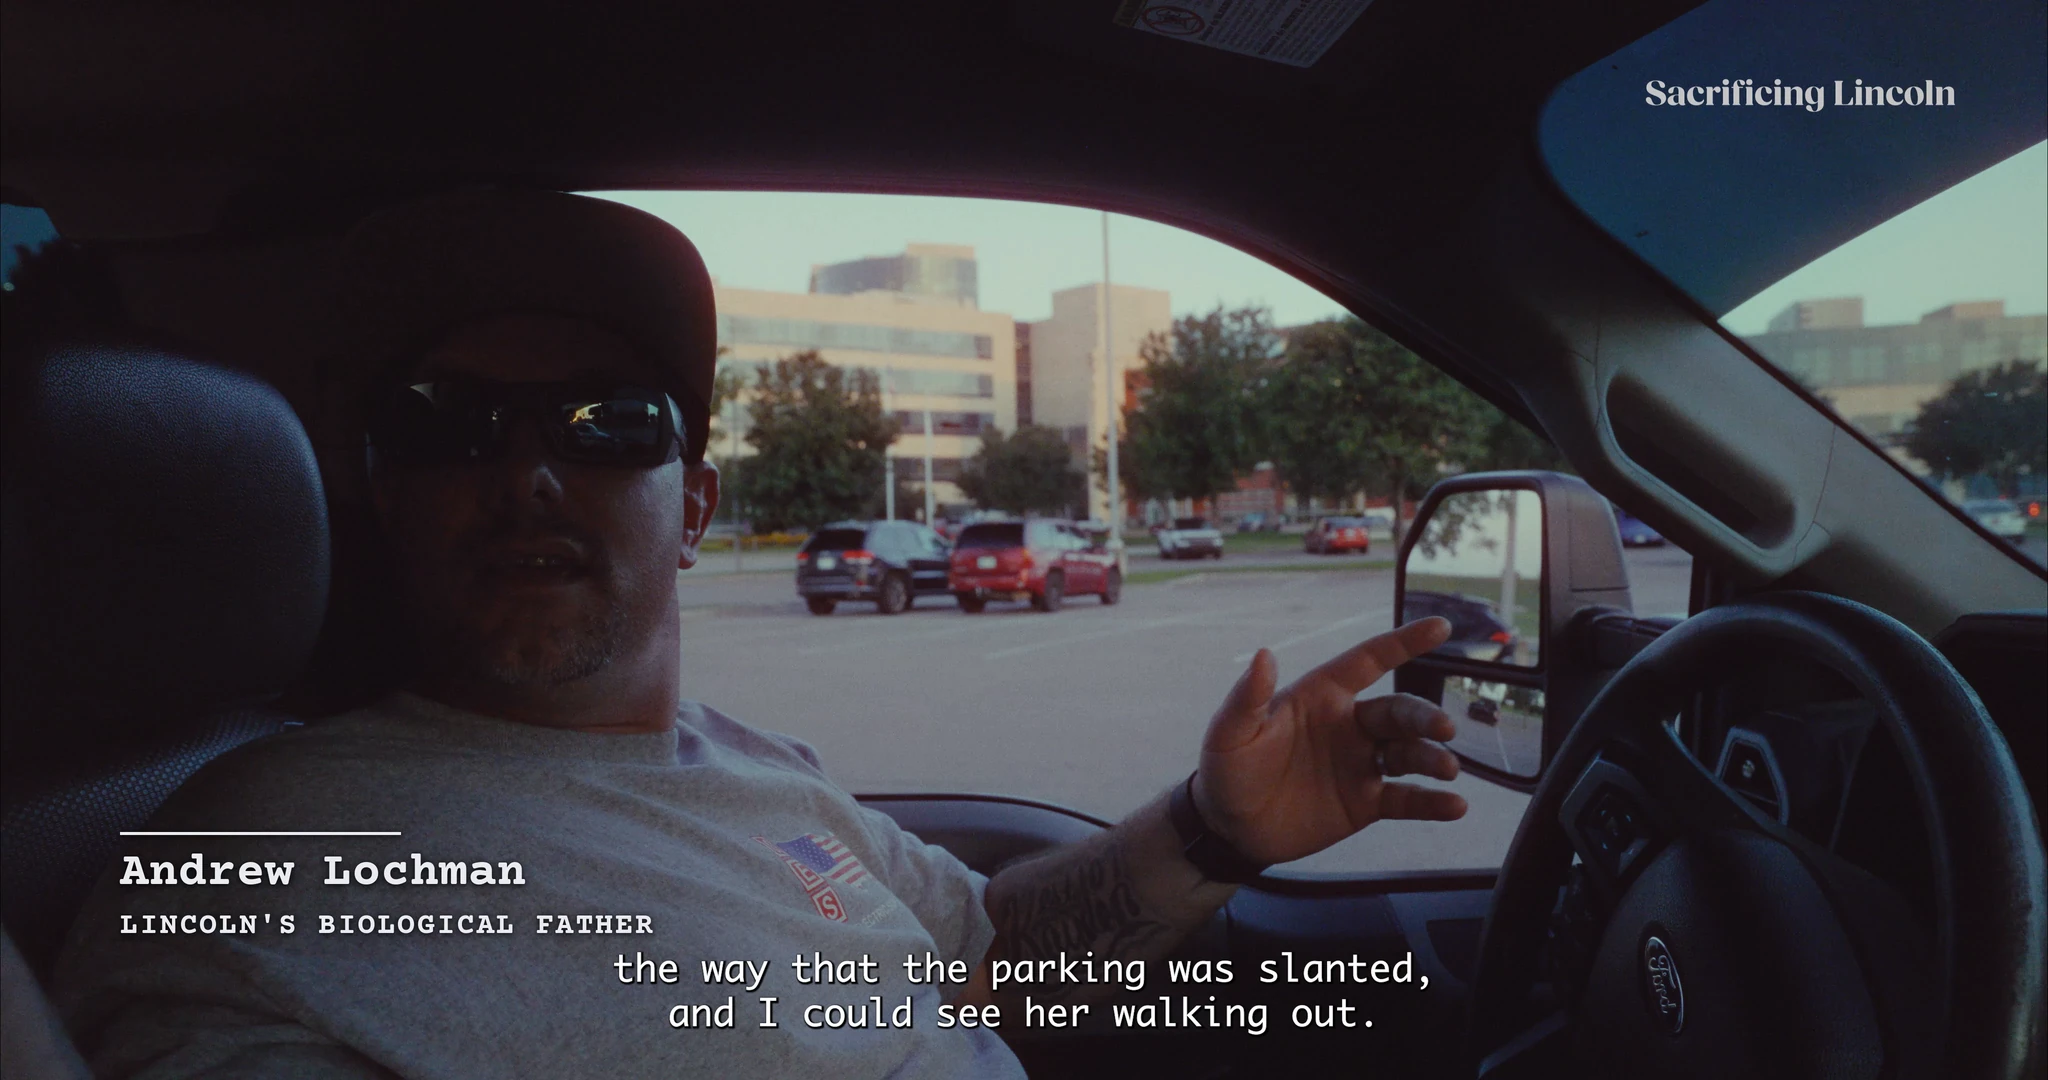 Sacrificing Lincoln
Andrew Lochman
LINCOLN'S BIOLOGICAL FATHER
the way that the parking was slanted,
and I could see her walking out.
Ford